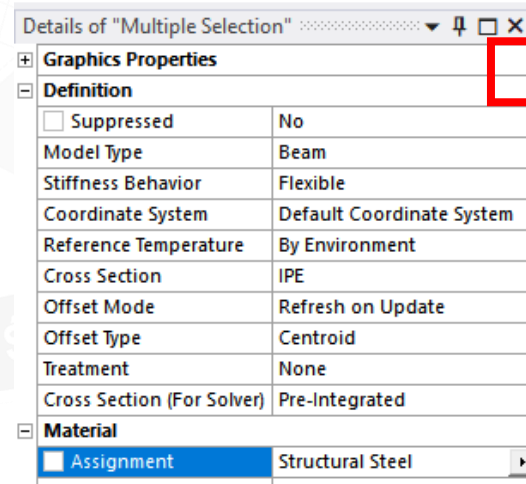 Details of "Multiple Selection"
Graphics Properties
Definition
Suppressed No
Model Type Beam
Stiffness Behavior Flexible
Coordinate System Default Coordinate System
Reference Temperature By Environment
Cross Section IPE
Offset Mode Refresh on Update
Offset Type Centroid
Treatment None
Cross Section (For Solver) Pre-Integrated
Material
Assignment Structural Steel